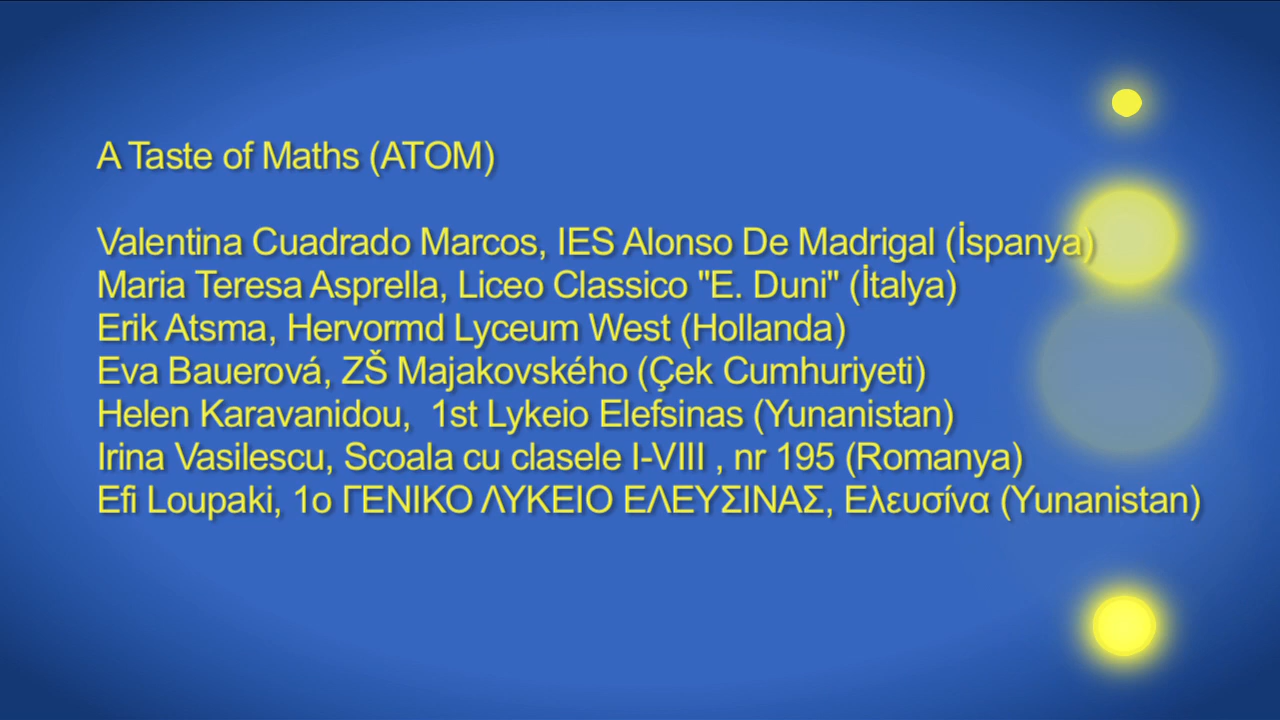 A Taste of Maths (ATOM)
Valentina Cuadrado Marcos, IES Alonso De Madrigal (İspanya)
Maria Teresa Asprella, Liceo Classico "E. Duni" (İtalya)
Erik Atsma, Hervormd Lyceum West (Hollanda)
Eva Bauerová, ZŠ Majakovského (Çek Cumhuriyeti)
Helen Karavanidou,  1st Lykeio Elefsinas (Yunanistan)
Irina Vasilescu, Scoala cu clasele I-VIII , nr 195 (Romanya)
Efi Loupaki, 1o ΓΕΝΙΚΟ ΛΥΚΕΙΟ ΕΛΕΥΣΙΝΑΣ, Ελευσίνα (Yunanistan)